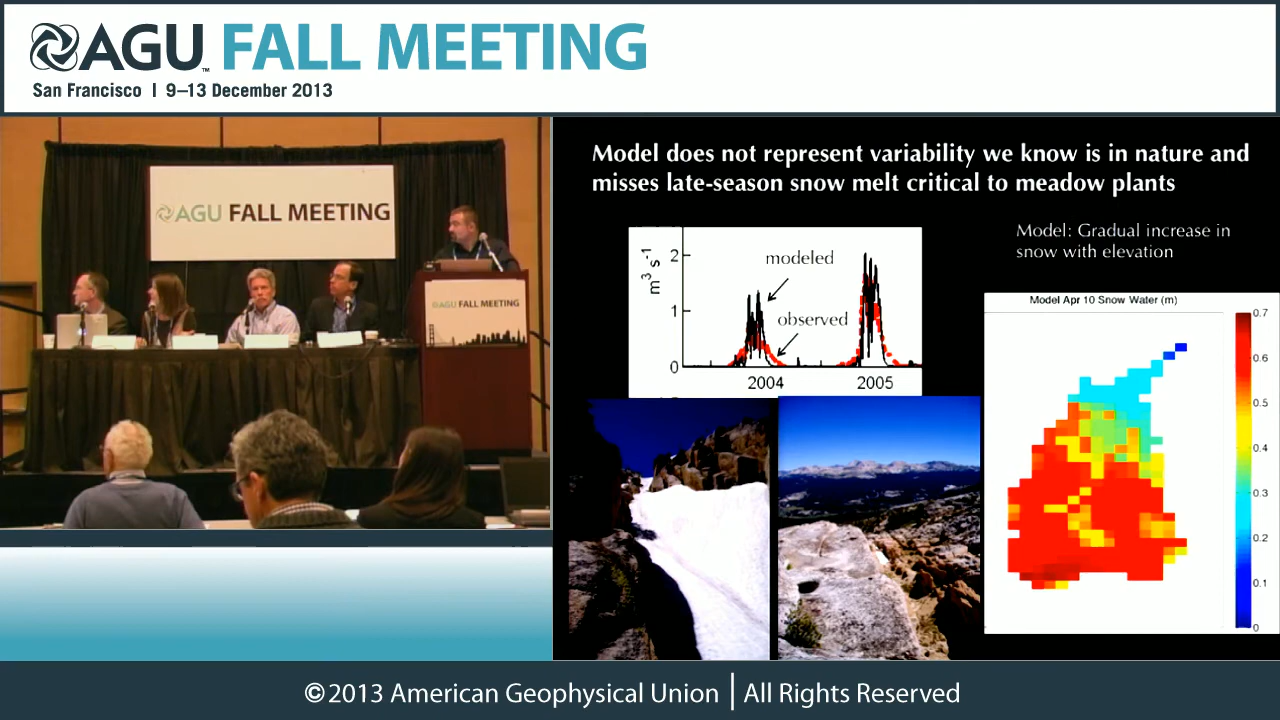 AGU FALL MEETING
San Francisco | 9–13 December 2013
AGU FALL MEETING
AGU FALL MEETING
Model does not represent variability we know is in nature and
misses late-season snow melt critical to meadow plants
Model: Gradual increase in
snow with elevation
m³ s⁻¹
2
1
0
modeled
observed
2004
2005
Model Apr 10 Snow Water (m)
0.7
0.6
0.5
0.4
0.3
0.2
0.1
0
©2013 American Geophysical Union | All Rights Reserved